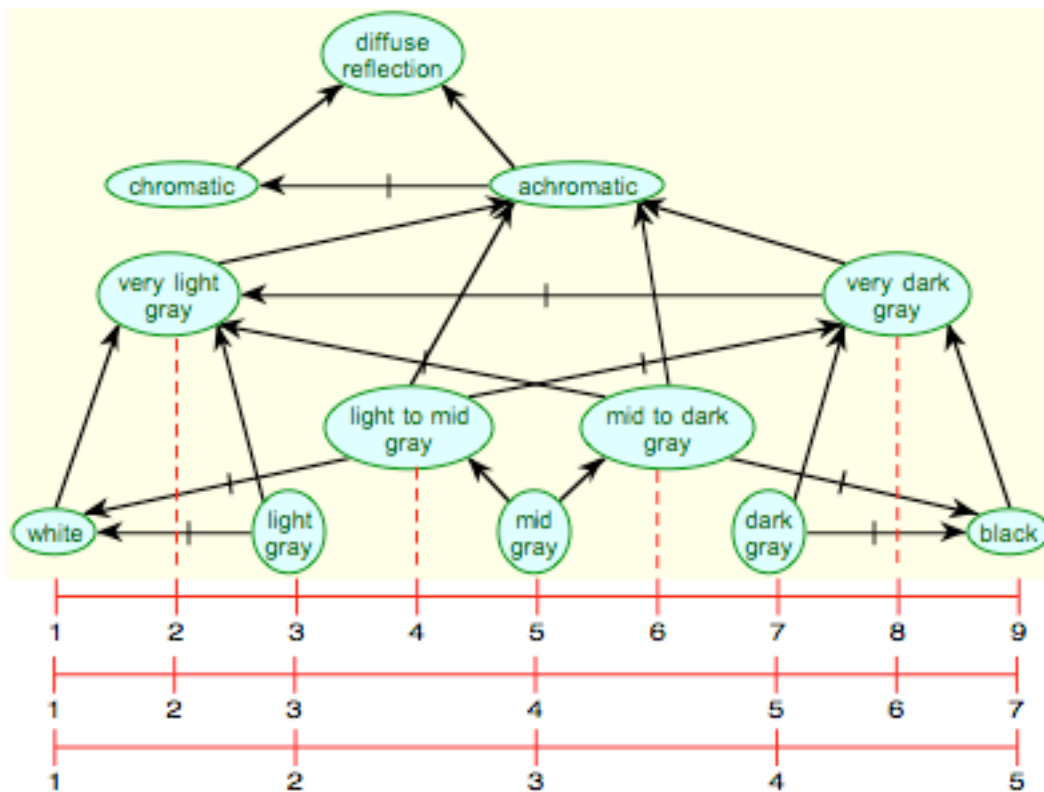 diffuse
reflection
chromatic
achromatic
very light
gray
very dark
gray
light to mid
gray
mid to dark
gray
white
light
gray
mid
gray
dark
gray
black
1 2 3 4 5 6 7 8 9
1 2 3 4 5 6 7
1 2 3 4 5